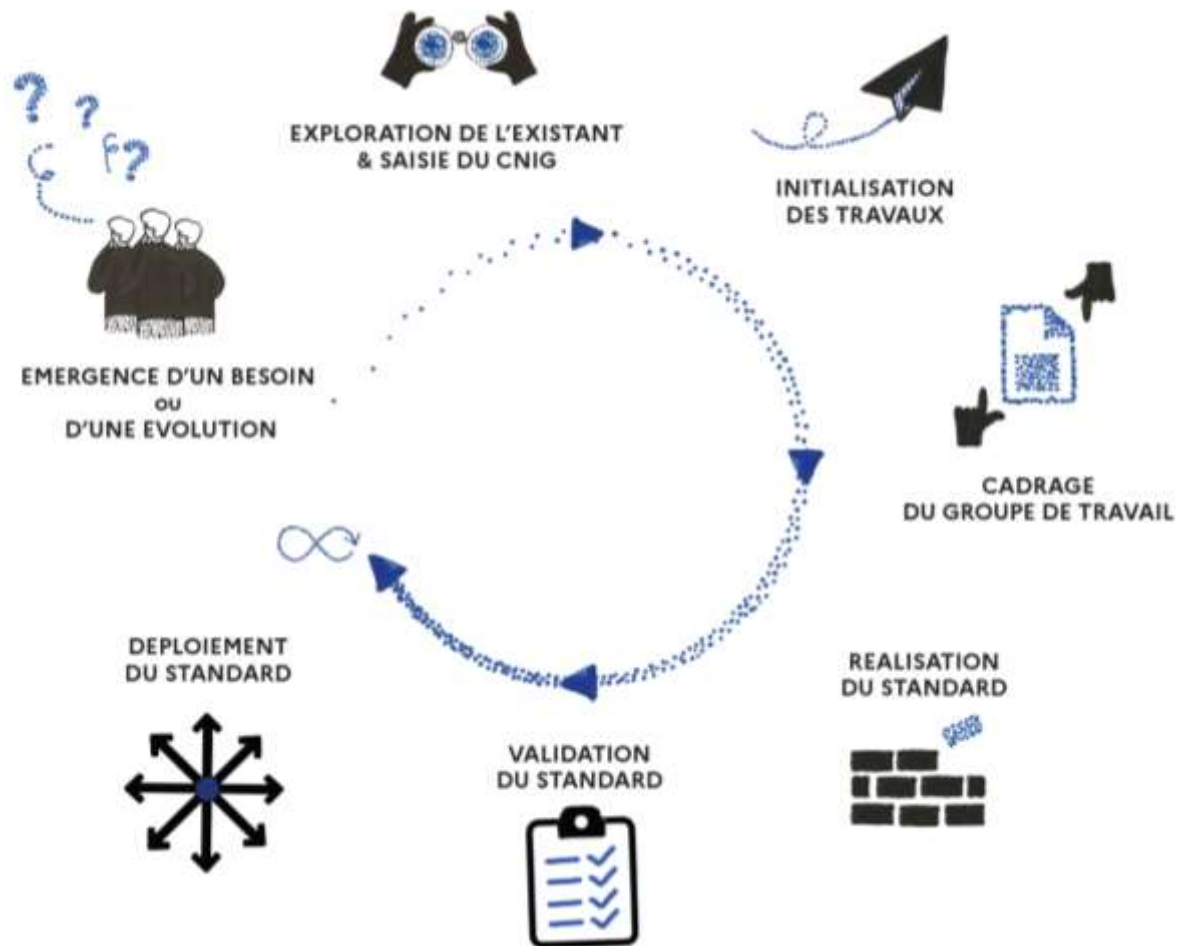 EXPLORATION DE L'EXISTANT
& SAISIE DU CNIG
INITIALISATION
DES TRAVAUX
EMERGENCE D'UN BESOIN
OU
D'UNE EVOLUTION
CADRAGE
DU GROUPE DE TRAVAIL
DEPLOIEMENT
DU STANDARD
REALISATION
DU STANDARD
VALIDATION
DU STANDARD